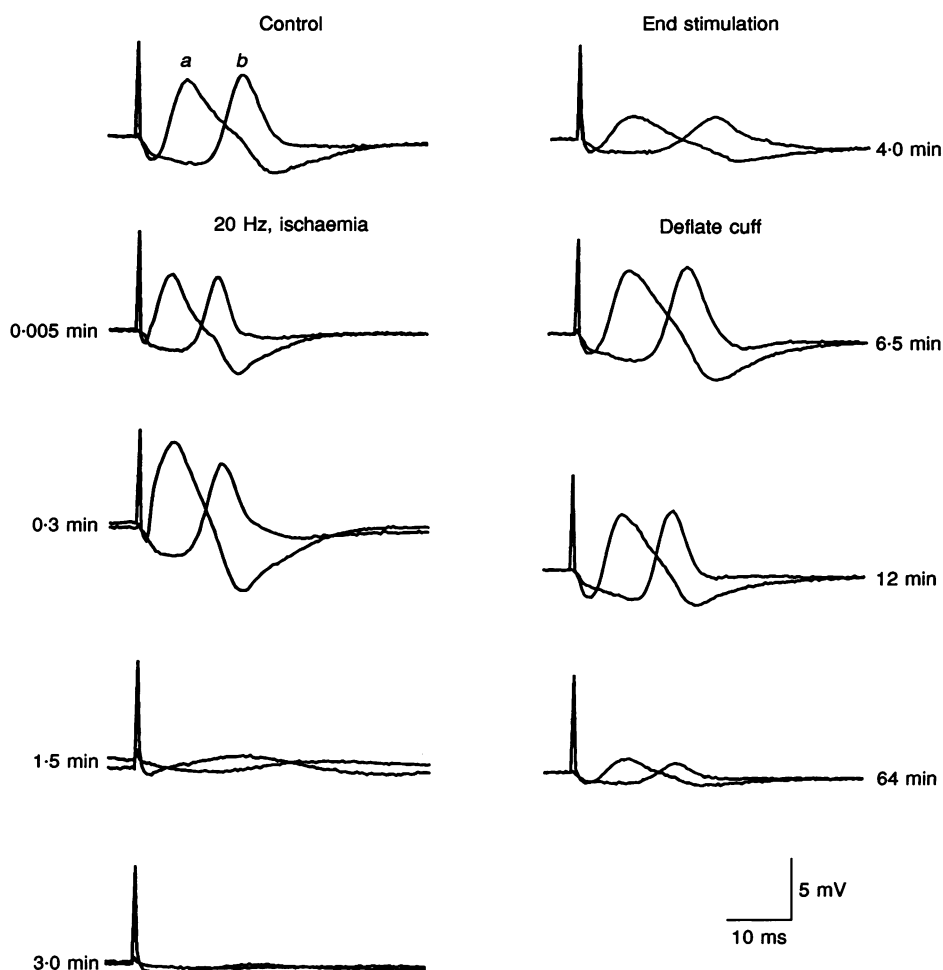 Control
a
b
20 Hz, ischaemia
0·005 min
0·3 min
1·5 min
3·0 min
End stimulation
4·0 min
Deflate cuff
6·5 min
12 min
64 min
5 mV
10 ms